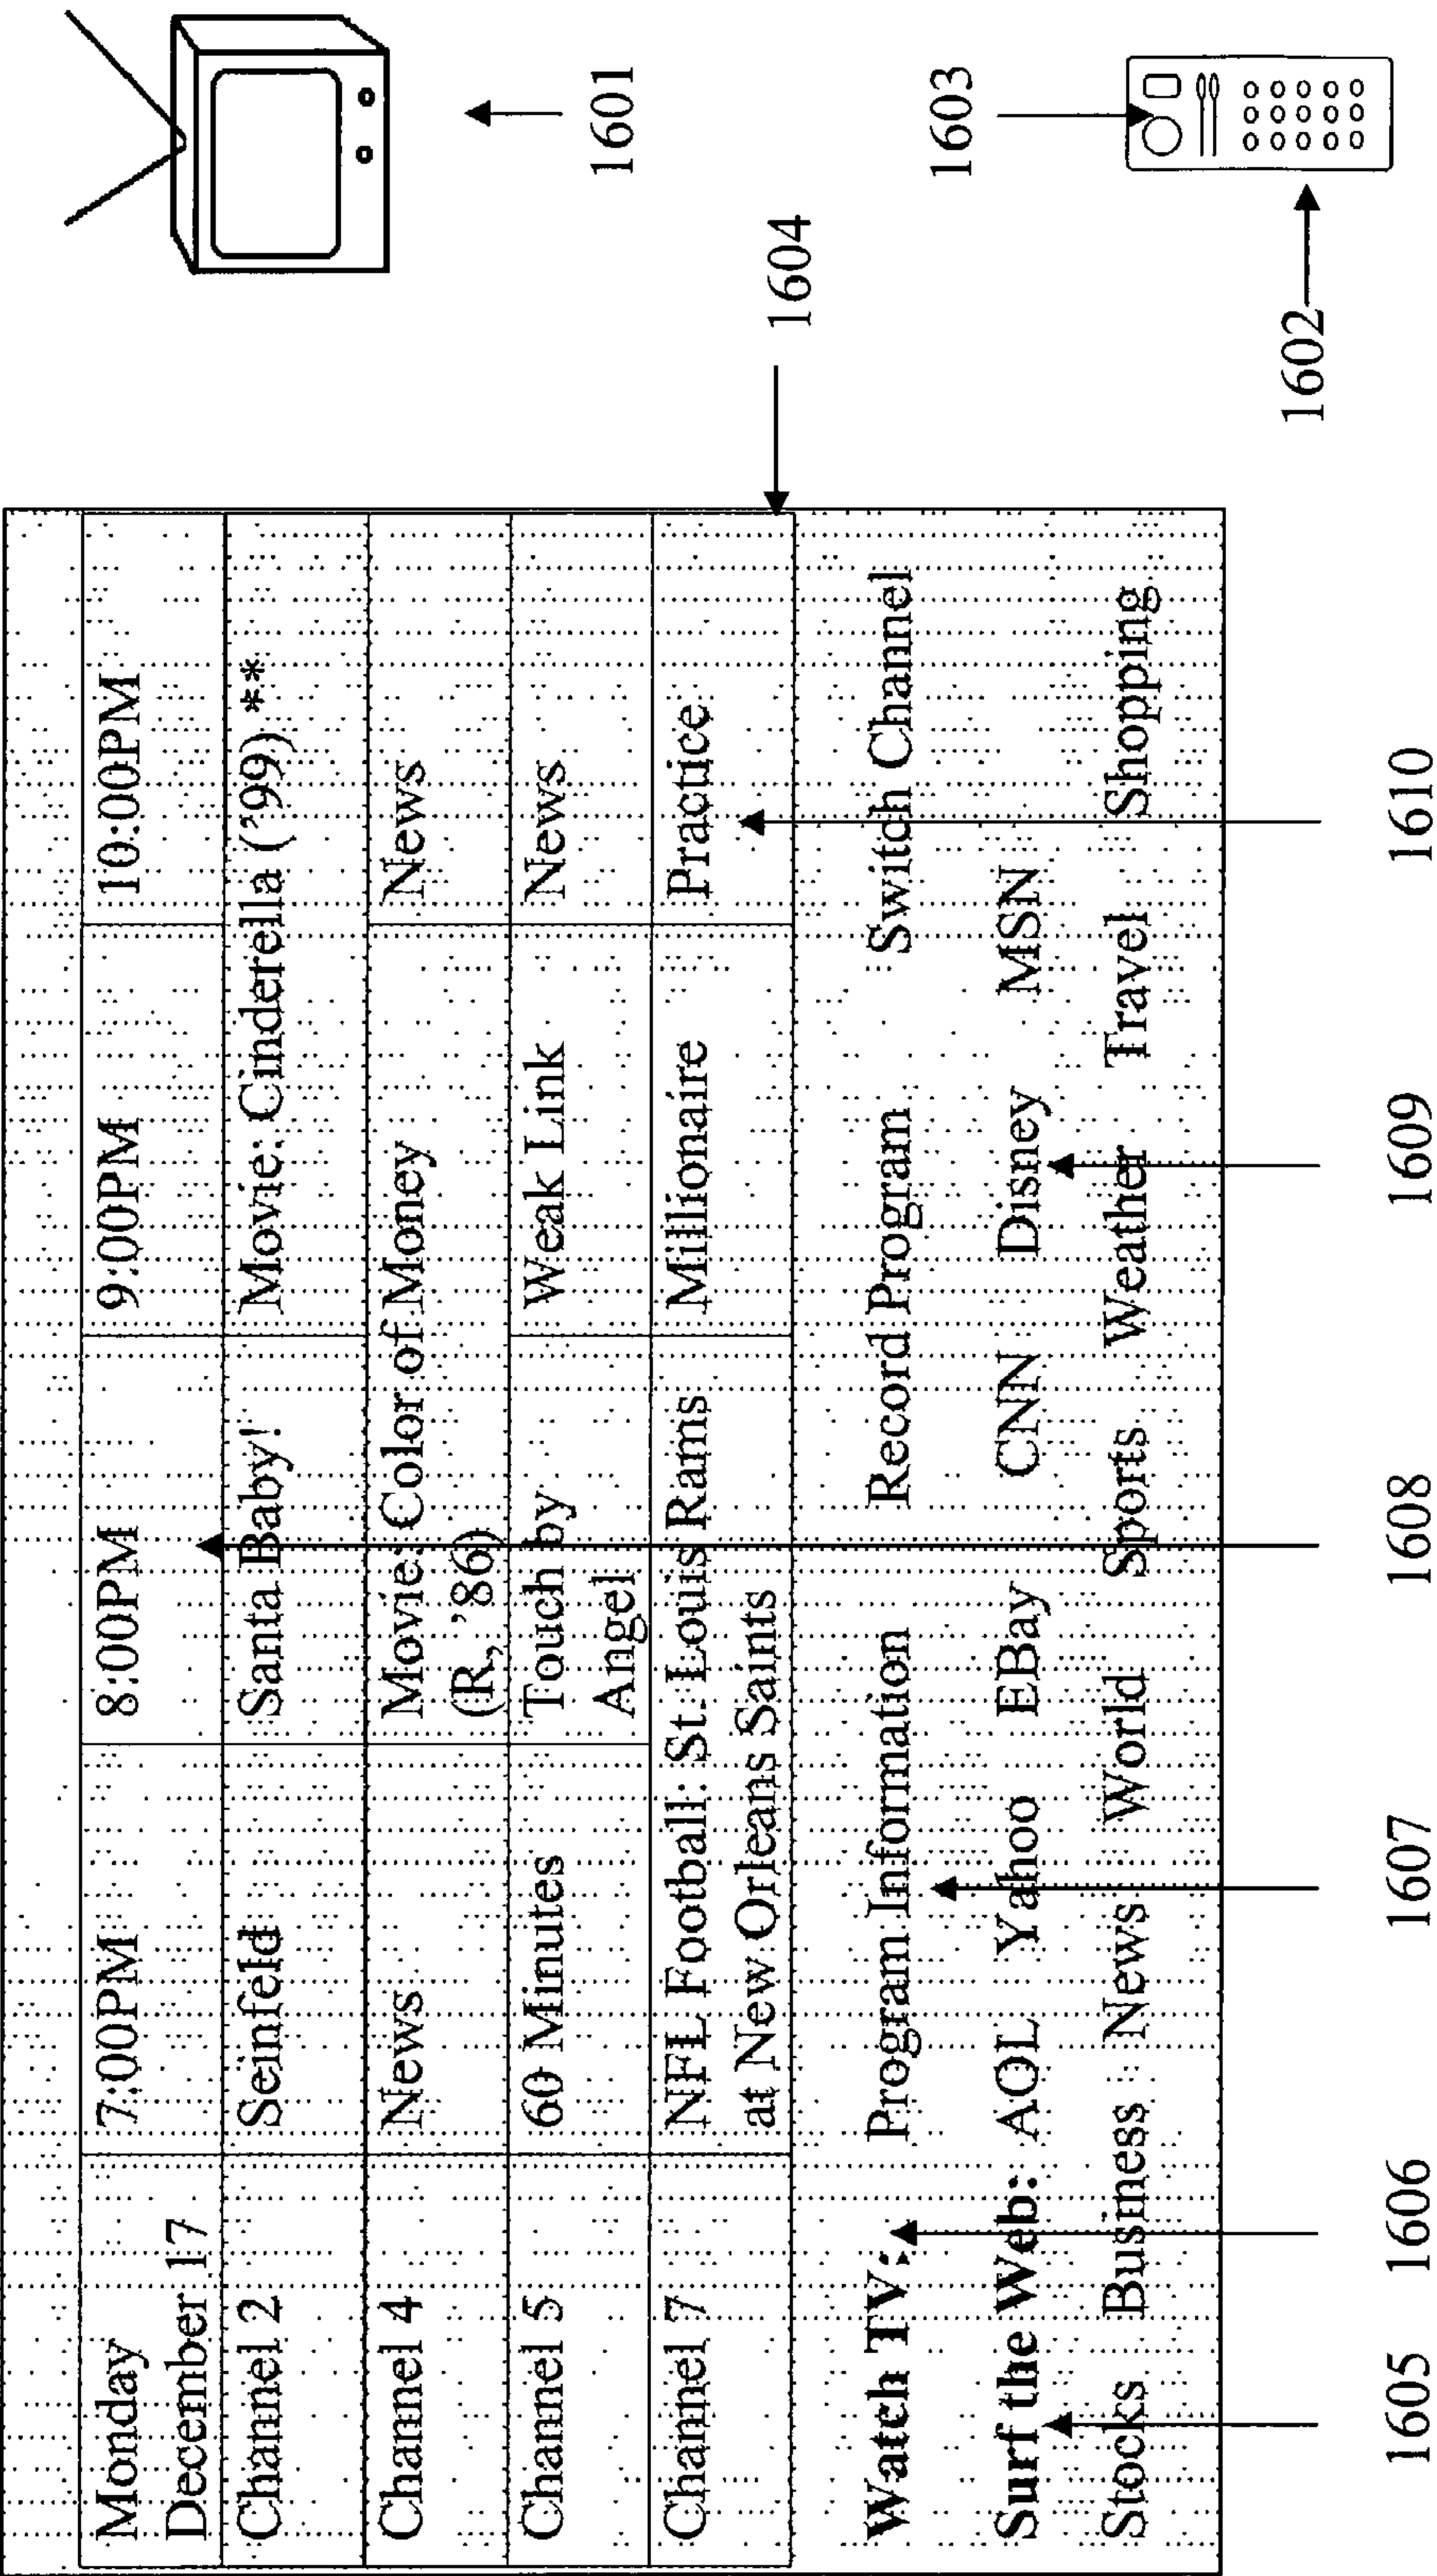 Monday December 17 7:00PM 8:00PM 9:00PM 10:00PM
Channel 2 Seinfeld Santa Baby! Movie: Cinderella ('99) **
Channel 4 News Movie: Color of Money (R, '86) News
Channel 5 60 Minutes Touch by Angel Weak Link News
Channel 7 NFL Football: St. Louis Rams at New Orleans Saints Millionaire Practice
Watch TV: Program Information Record Program Switch Channel
Surf the Web: AOL Yahoo EBay CNN Disney MSN
Stocks Business News World Sports Weather Travel Shopping
1601
1603
1604
1602
1605 1606 1607 1608 1609 1610